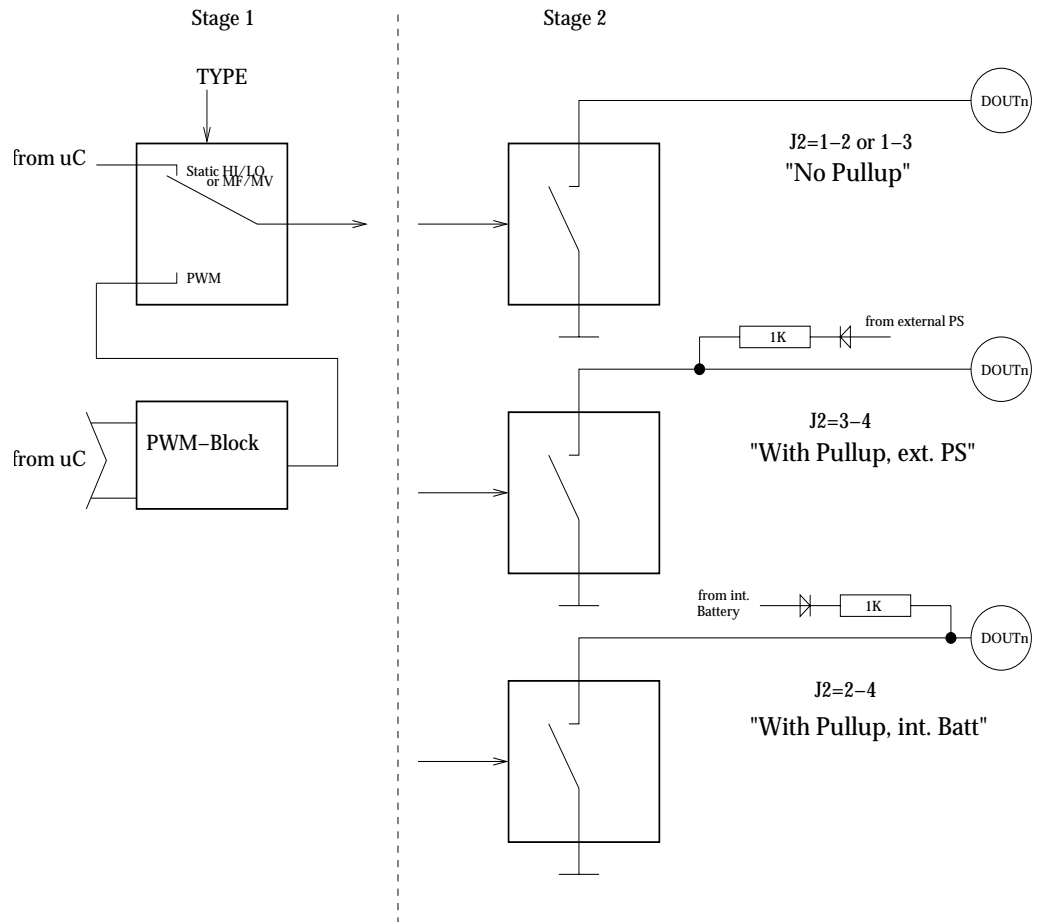 Stage 1
Stage 2
TYPE
from uC
Static HI/LO
or MF/MV
PWM
PWM–Block
from uC
DOUTn
J2=1–2 or 1–3
"No Pullup"
from external PS
1K
DOUTn
J2=3–4
"With Pullup, ext. PS"
from int.
Battery
1K
DOUTn
J2=2–4
"With Pullup, int. Batt"